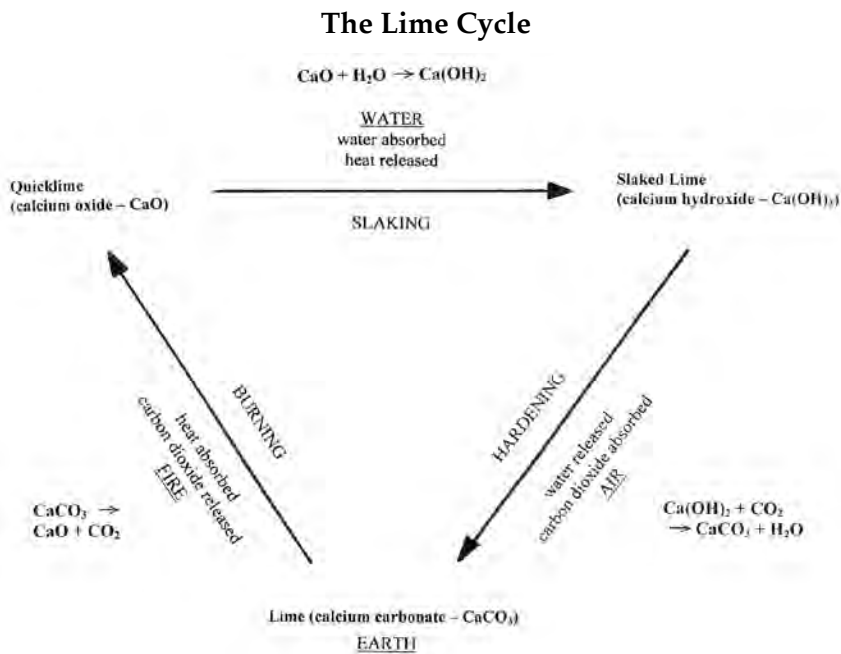 The Lime Cycle
CaO + H₂O → Ca(OH)₂
WATER
water absorbed
heat released
Quicklime
(calcium oxide – CaO)
Slaked Lime
(calcium hydroxide – Ca(OH)₂)
SLAKING
BURNING
heat absorbed
carbon dioxide released
FIRE
HARDENING
water released
carbon dioxide absorbed
AIR
CaCO₃ →
CaO + CO₂
Ca(OH)₂ + CO₂
→ CaCO₃ + H₂O
Lime (calcium carbonate – CaCO₃)
EARTH